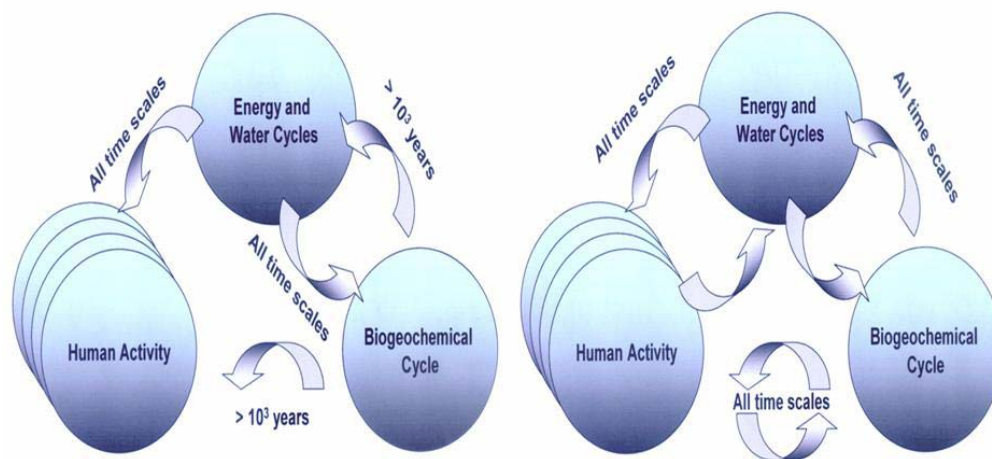 Energy and
Water Cycles
All time scales
> 10³ years
All time scales
Human Activity
Biogeochemical
Cycle
> 10³ years
Energy and
Water Cycles
All time scales
All time scales
Human Activity
Biogeochemical
Cycle
All time scales